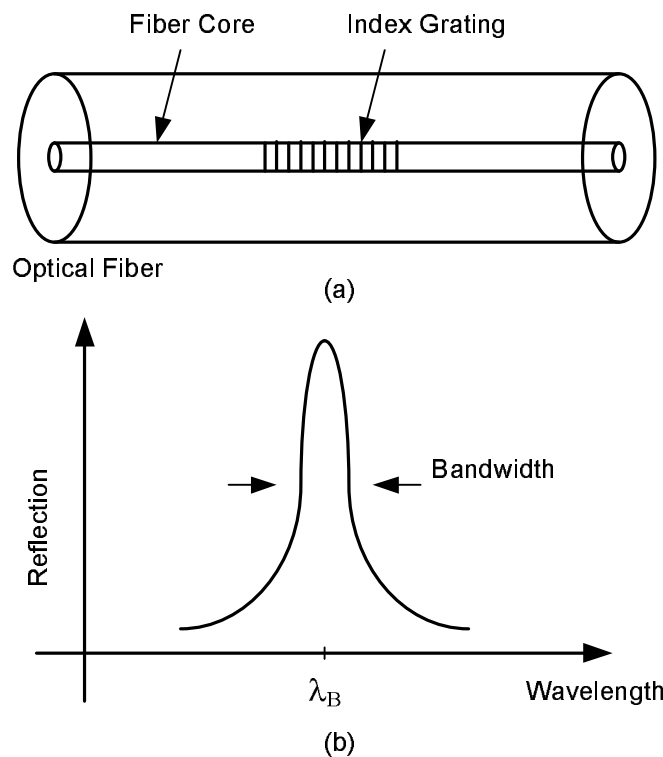 Fiber Core
Index Grating
Optical Fiber
(a)
Bandwidth
Reflection
λB
Wavelength
(b)